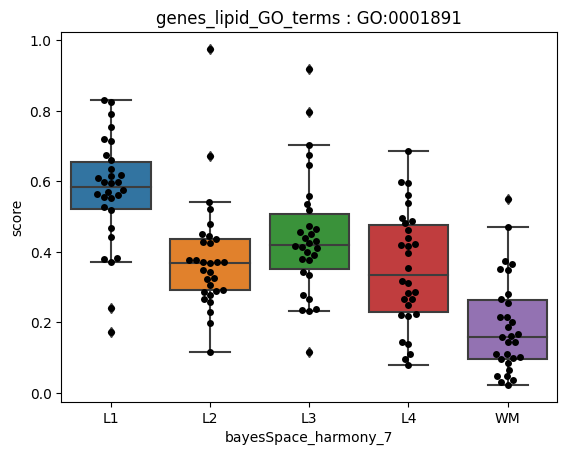 genes_lipid_GO_terms : GO:0001891
1.0
0.8
0.6
0.4
0.2
0.0
score
L1 L2 L3 L4 WM
bayesSpace_harmony_7